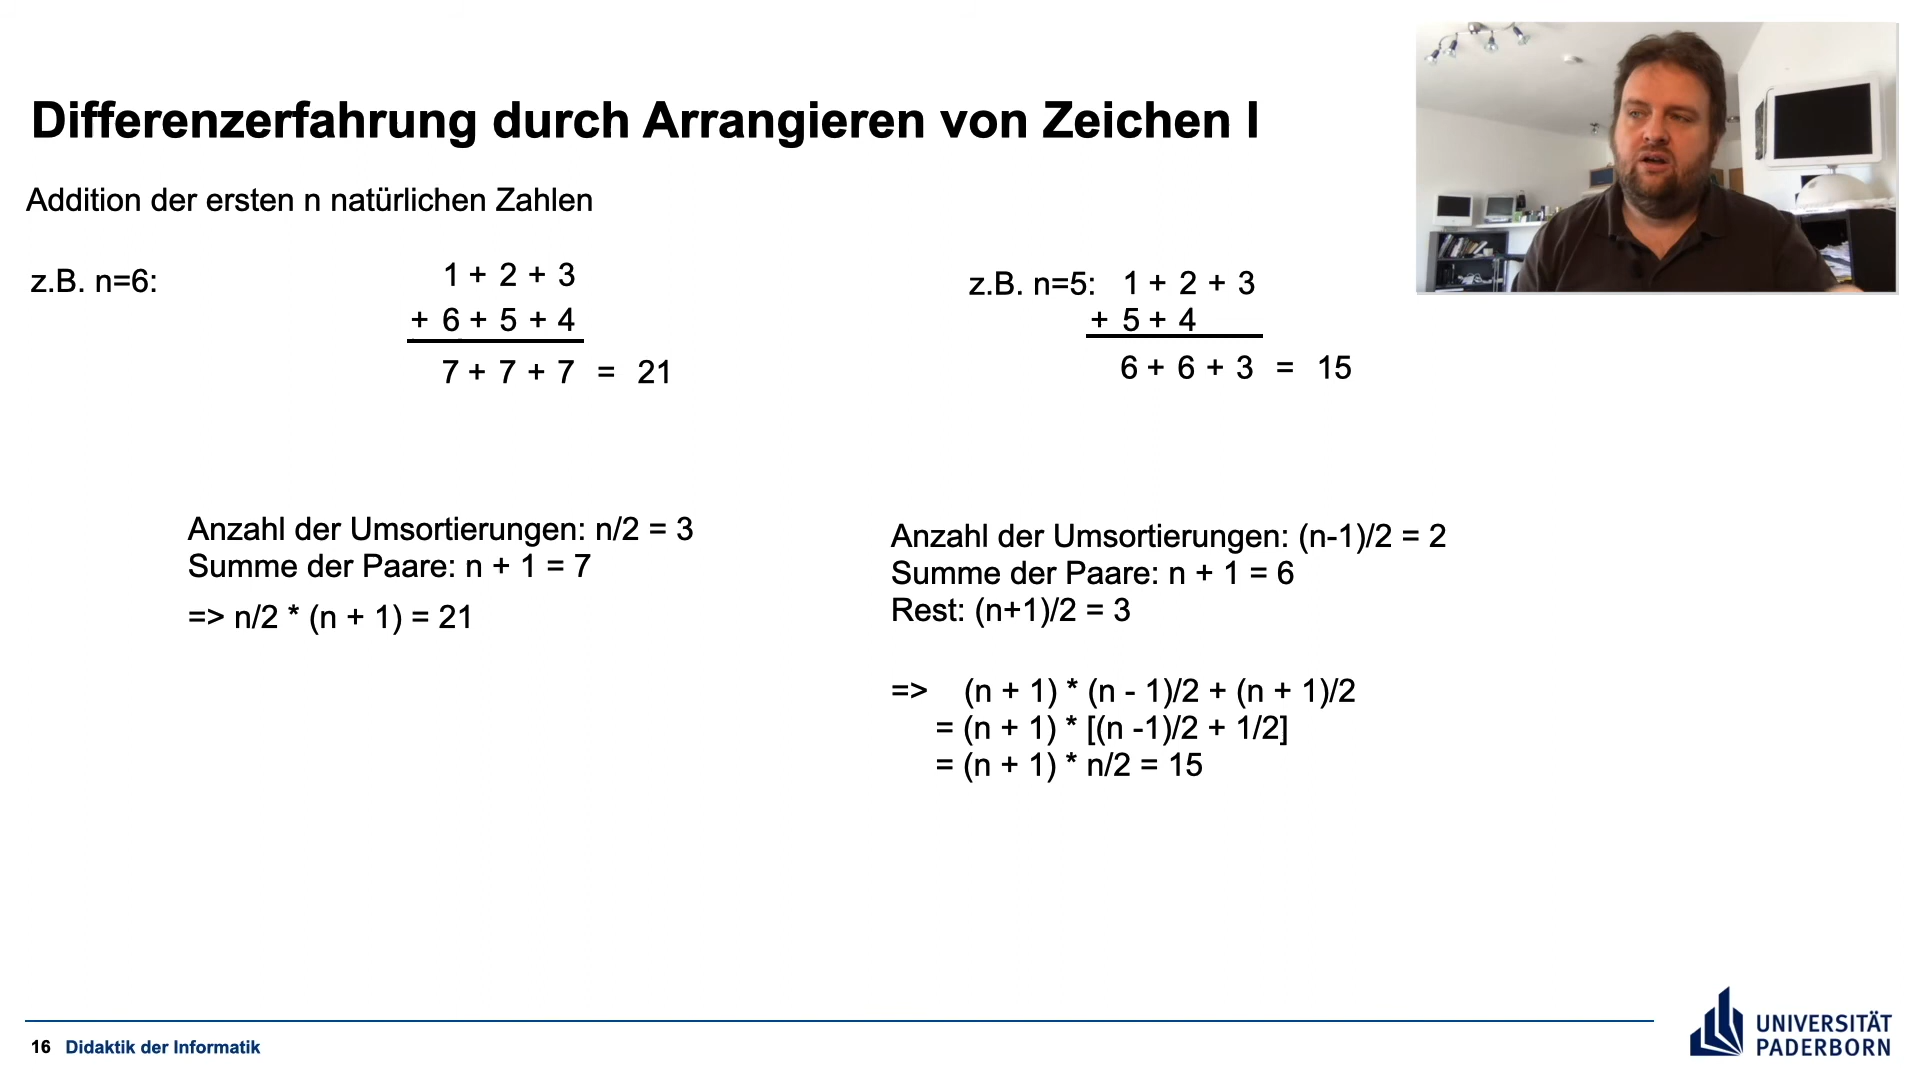 Differenzerfahrung durch Arrangieren von Zeichen I
Addition der ersten n natürlichen Zahlen
z.B. n=6:
1 + 2 + 3
+ 6 + 5 + 4
7 + 7 + 7 = 21
z.B. n=5: 1 + 2 + 3
+ 5 + 4
6 + 6 + 3 = 15
Anzahl der Umsortierungen: n/2 = 3
Summe der Paare: n + 1 = 7
=> n/2 * (n + 1) = 21
Anzahl der Umsortierungen: (n-1)/2 = 2
Summe der Paare: n + 1 = 6
Rest: (n+1)/2 = 3
=> (n + 1) * (n - 1)/2 + (n + 1)/2
= (n + 1) * [(n -1)/2 + 1/2]
= (n + 1) * n/2 = 15
16 Didaktik der Informatik
UNIVERSITÄT
PADERBORN